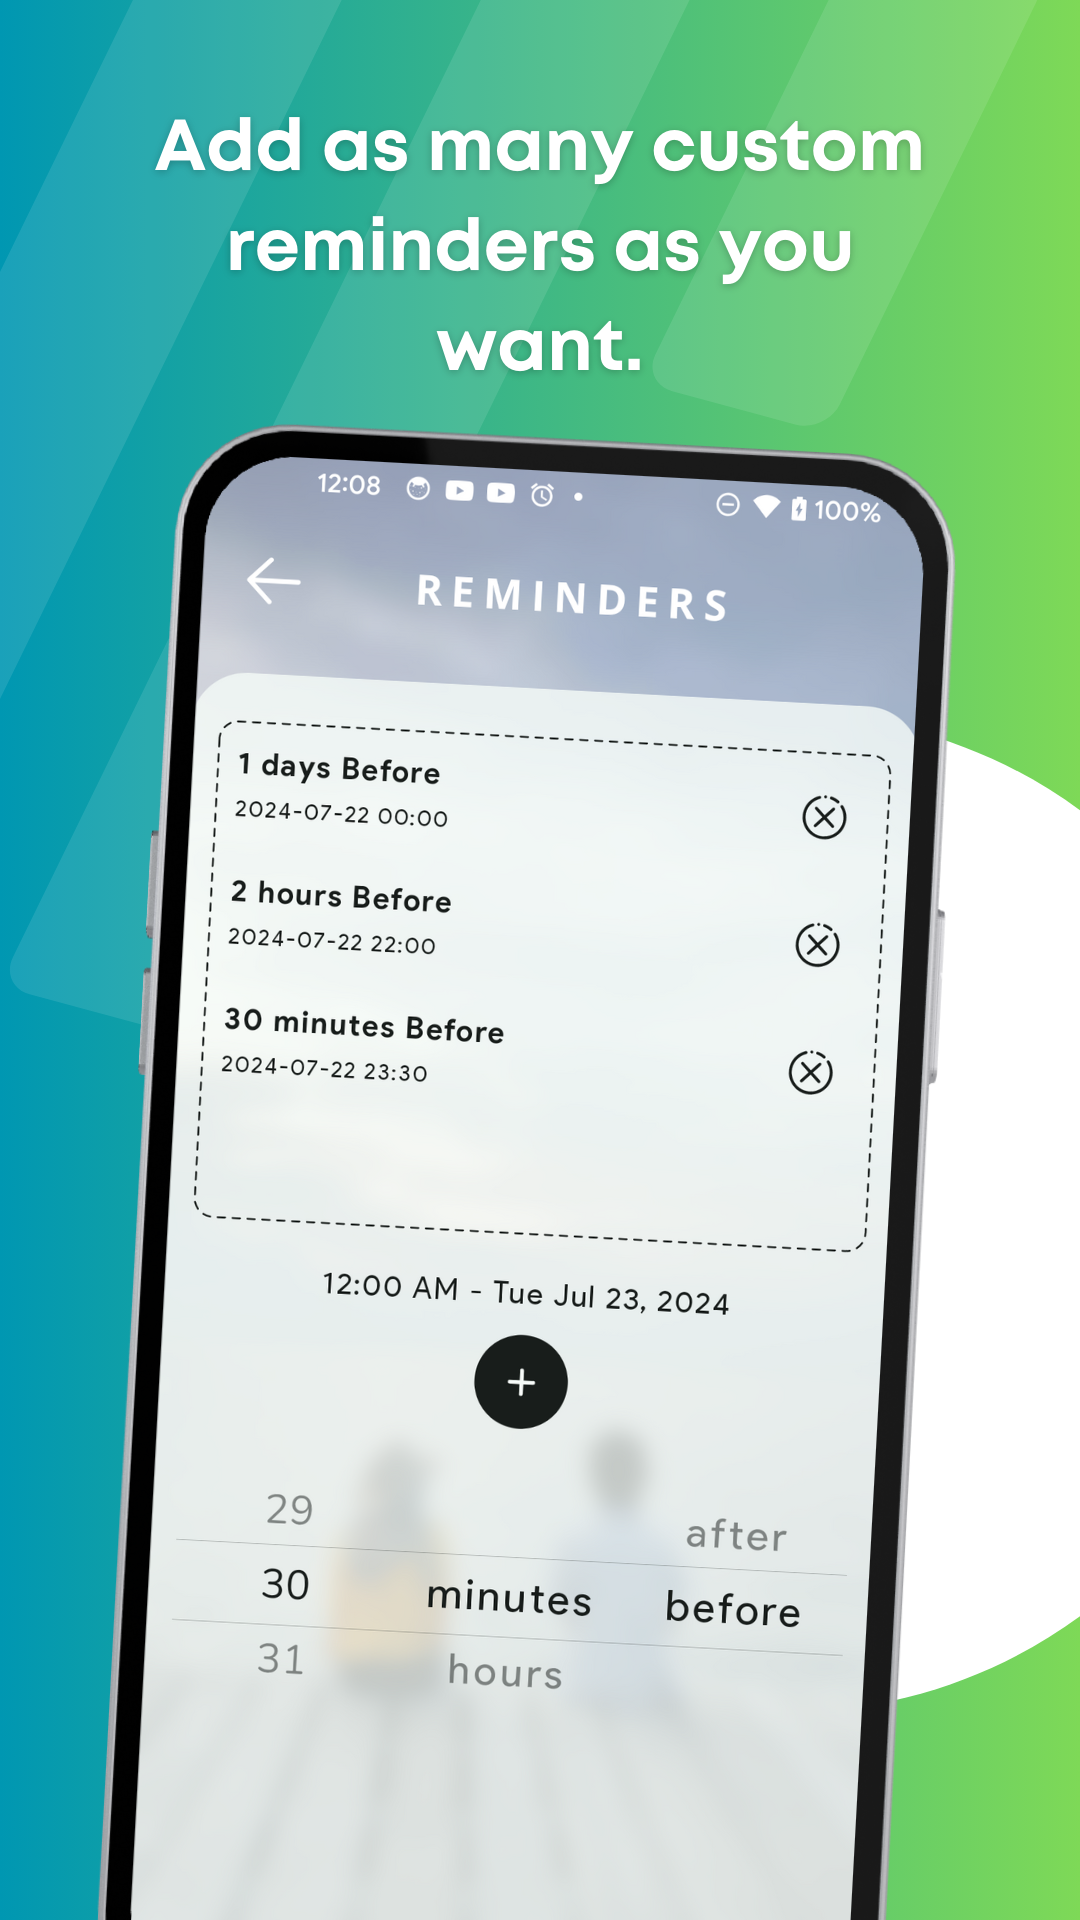 Add as many custom
reminders as you
want.
12:08
100%
REMINDERS
1 days Before
2024-07-22 00:00
2 hours Before
2024-07-22 22:00
30 minutes Before
2024-07-22 23:30
12:00 AM - Tue Jul 23, 2024
+
29 after
30 minutes before
31 hours